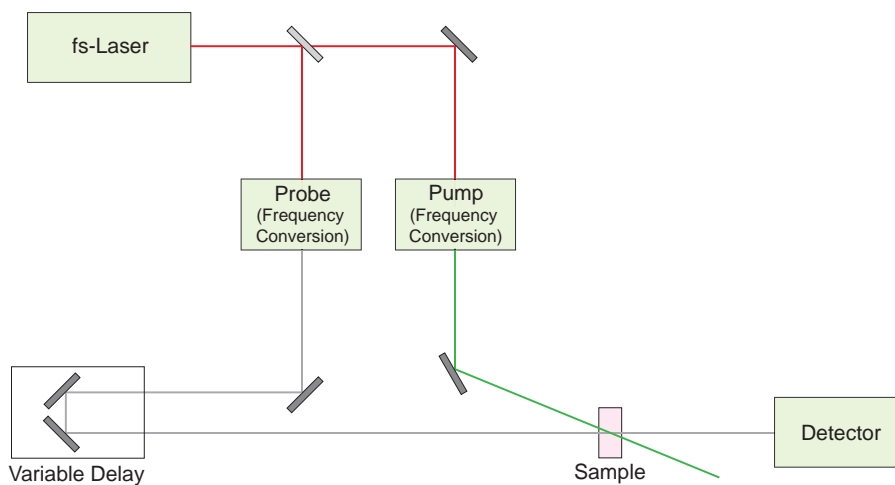 fs-Laser
Probe
(Frequency
Conversion)
Pump
(Frequency
Conversion)
Variable Delay
Sample
Detector